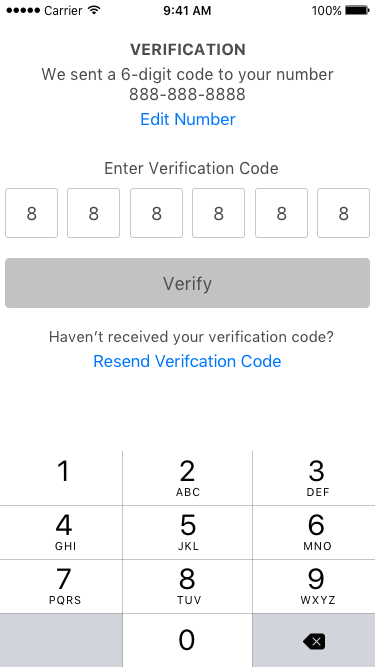 Carrier 9:41 AM 100%
VERIFICATION
We sent a 6-digit code to your number
888-888-8888
Edit Number
Enter Verification Code
8 8 8 8 8 8
Verify
Haven’t received your verification code?
Resend Verifcation Code
1 2 3
ABC DEF
4 5 6
GHI JKL MNO
7 8 9
PQRS TUV WXYZ
0